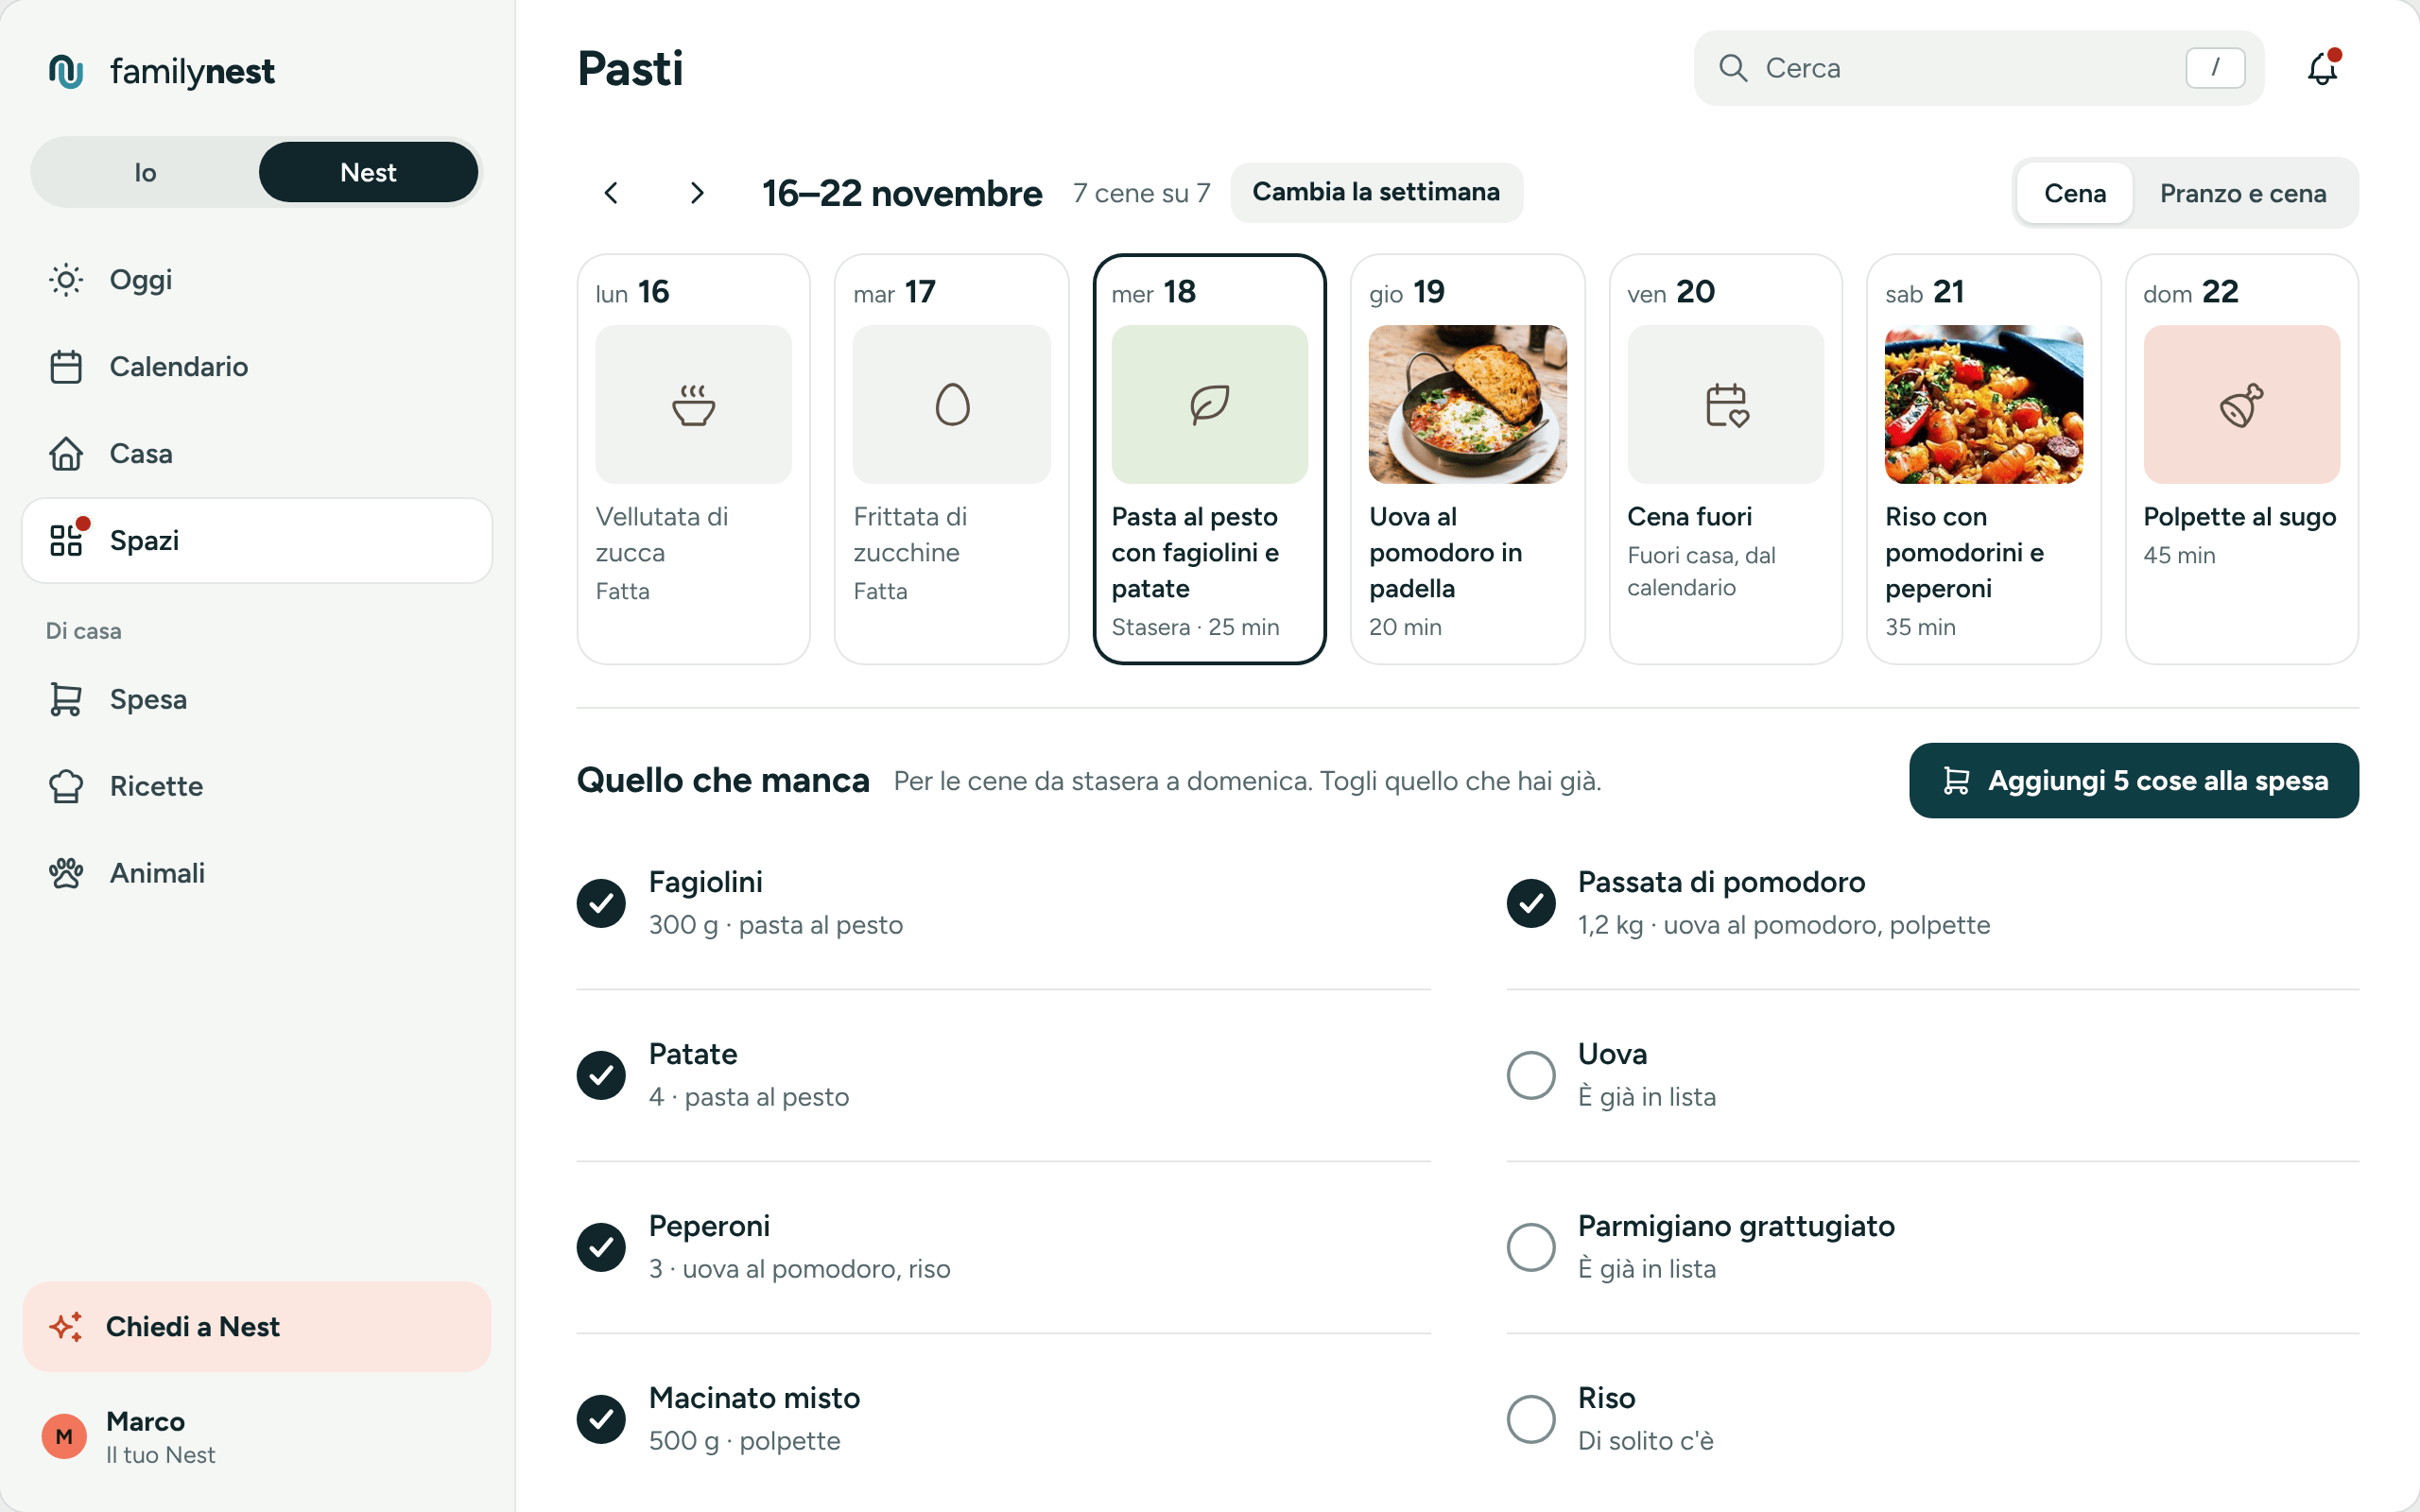 familynest
Io
Nest
Oggi
Calendario
Casa
Spazi
Di casa
Spesa
Ricette
Animali
Chiedi a Nest
M
Marco
Il tuo Nest
Pasti
Cerca
/
16–22 novembre
7 cene su 7
Cambia la settimana
Cena
Pranzo e cena
lun 16
Vellutata di
zucca
Fatta
mar 17
Frittata di
zucchine
Fatta
mer 18
Pasta al pesto
con fagiolini e
patate
Stasera · 25 min
gio 19
Uova al
pomodoro in
padella
20 min
ven 20
Cena fuori
Fuori casa, dal
calendario
sab 21
Riso con
pomodorini e
peperoni
35 min
dom 22
Polpette al sugo
45 min
Quello che manca
Per le cene da stasera a domenica. Togli quello che hai già.
Aggiungi 5 cose alla spesa
Fagiolini
300 g · pasta al pesto
Patate
4 · pasta al pesto
Peperoni
3 · uova al pomodoro, riso
Macinato misto
500 g · polpette
Passata di pomodoro
1,2 kg · uova al pomodoro, polpette
Uova
È già in lista
Parmigiano grattugiato
È già in lista
Riso
Di solito c'è